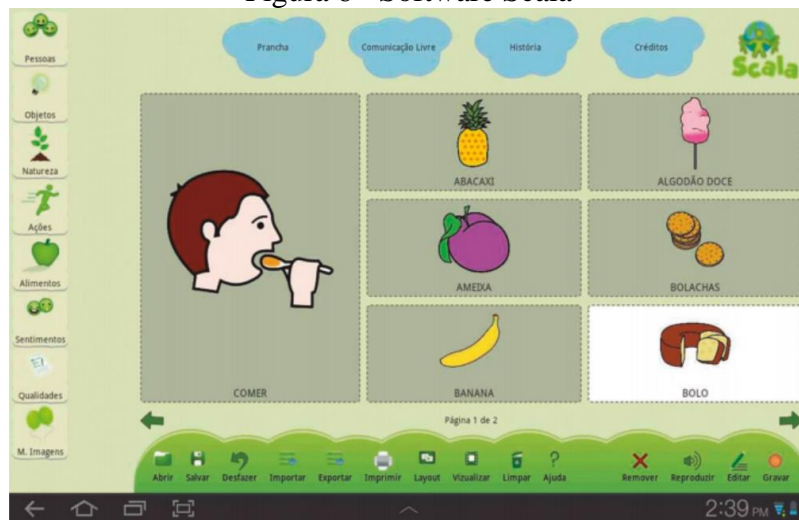 Figura 6 - Software Scala
Prancha
Comunicação Livre
História
Créditos
Scala
Pessoas
Objetos
Natureza
Ações
Alimentos
Sentimentos
Qualidades
M. Imagens
COMER
ABACAXI
ALGODÃO DOCE
AMEIXA
BOLACHAS
BANANA
BOLO
Página 1 de 2
Abrir Salvar Desfazer Importar Exportar Imprimir Layout Vizualizar Limpar Ajuda Remover Reproduzir Editar Gravar
2:39 PM